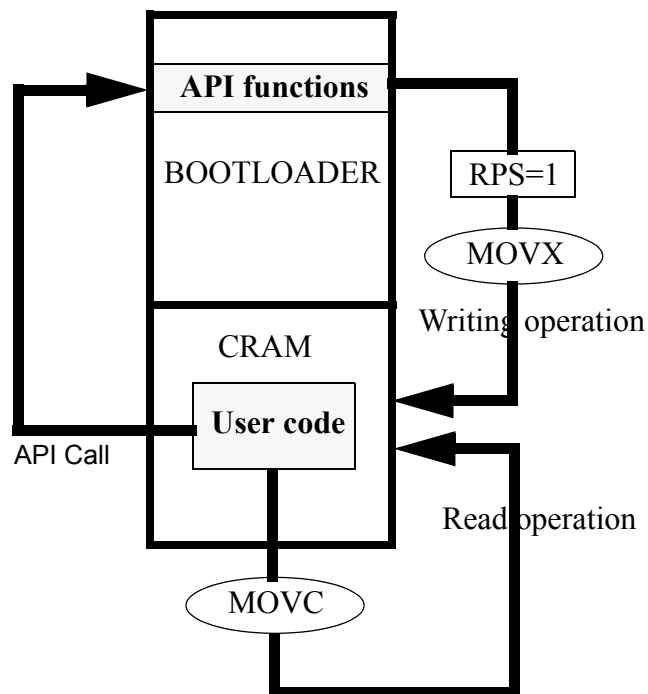 API functions
BOOTLOADER
RPS=1
MOVX
Writing operation
CRAM
User code
API Call
Read operation
MOVC